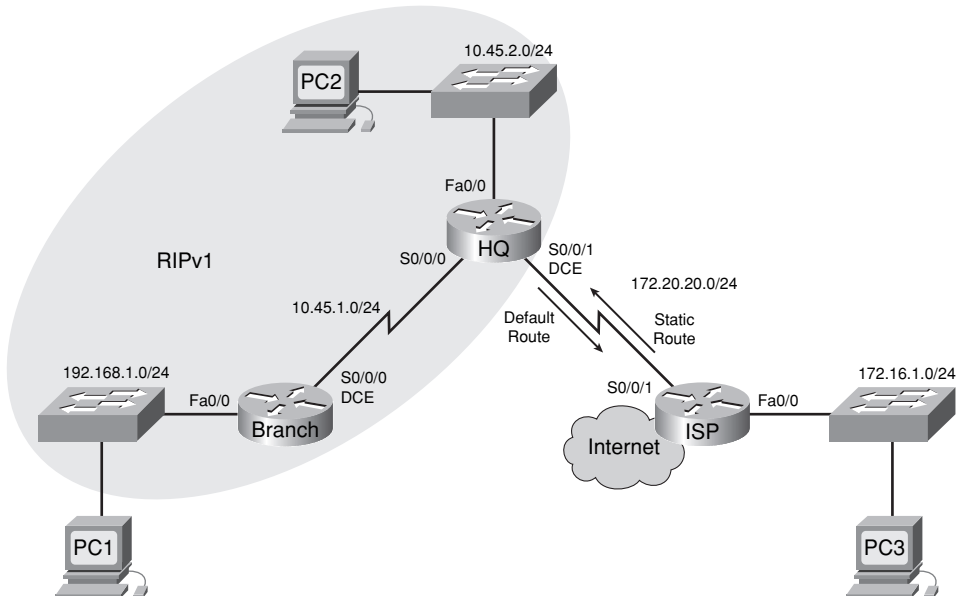 10.45.2.0/24
PC2
Fa0/0
HQ
S0/0/0
S0/0/1
DCE
RIPv1
172.20.20.0/24
10.45.1.0/24
Default
Route
Static
Route
192.168.1.0/24
S0/0/0
DCE
Fa0/0
Branch
S0/0/1
172.16.1.0/24
Fa0/0
ISP
Internet
PC1
PC3